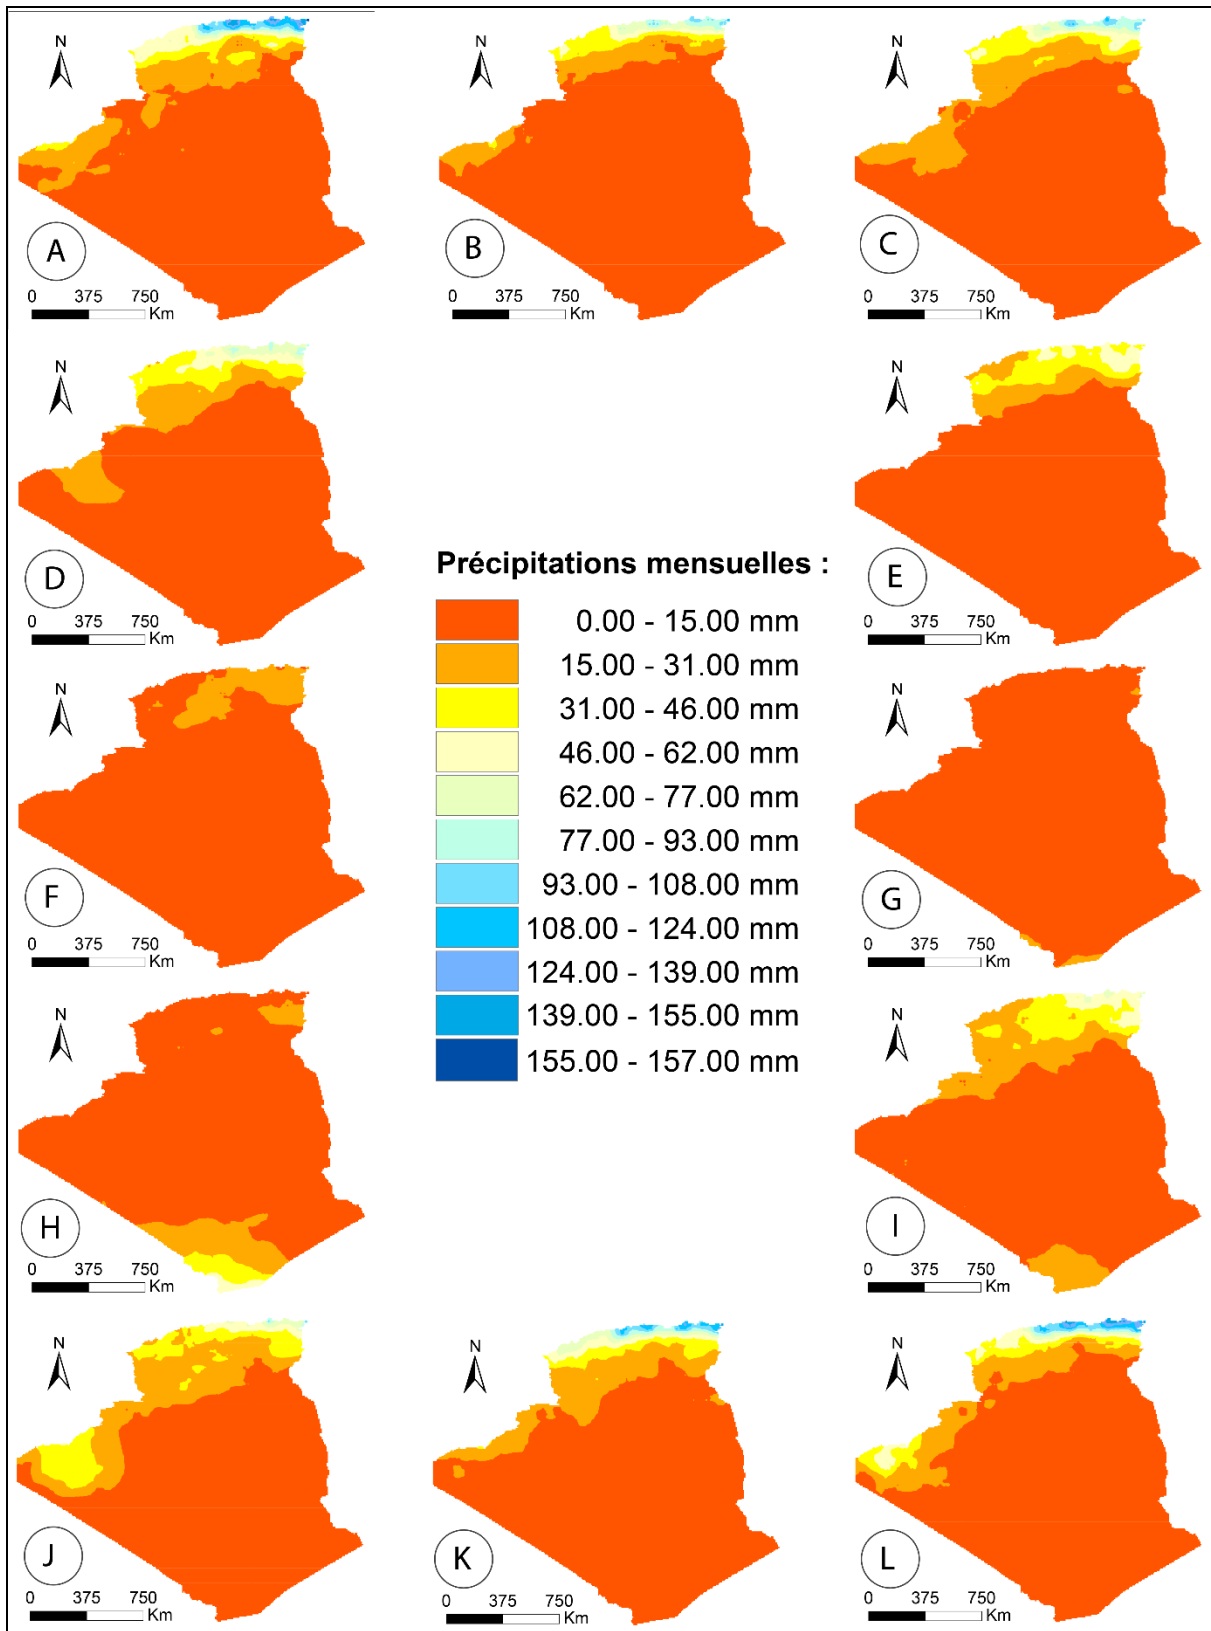 N
A
0 375 750
Km
N
B
0 375 750
Km
N
C
0 375 750
Km
N
D
0 375 750
Km
N
E
0 375 750
Km
Précipitations mensuelles :
0.00 - 15.00 mm
15.00 - 31.00 mm
31.00 - 46.00 mm
46.00 - 62.00 mm
62.00 - 77.00 mm
77.00 - 93.00 mm
93.00 - 108.00 mm
108.00 - 124.00 mm
124.00 - 139.00 mm
139.00 - 155.00 mm
155.00 - 157.00 mm
N
F
0 375 750
Km
N
G
0 375 750
Km
N
H
0 375 750
Km
N
I
0 375 750
Km
N
J
0 375 750
Km
N
K
0 375 750
Km
N
L
0 375 750
Km